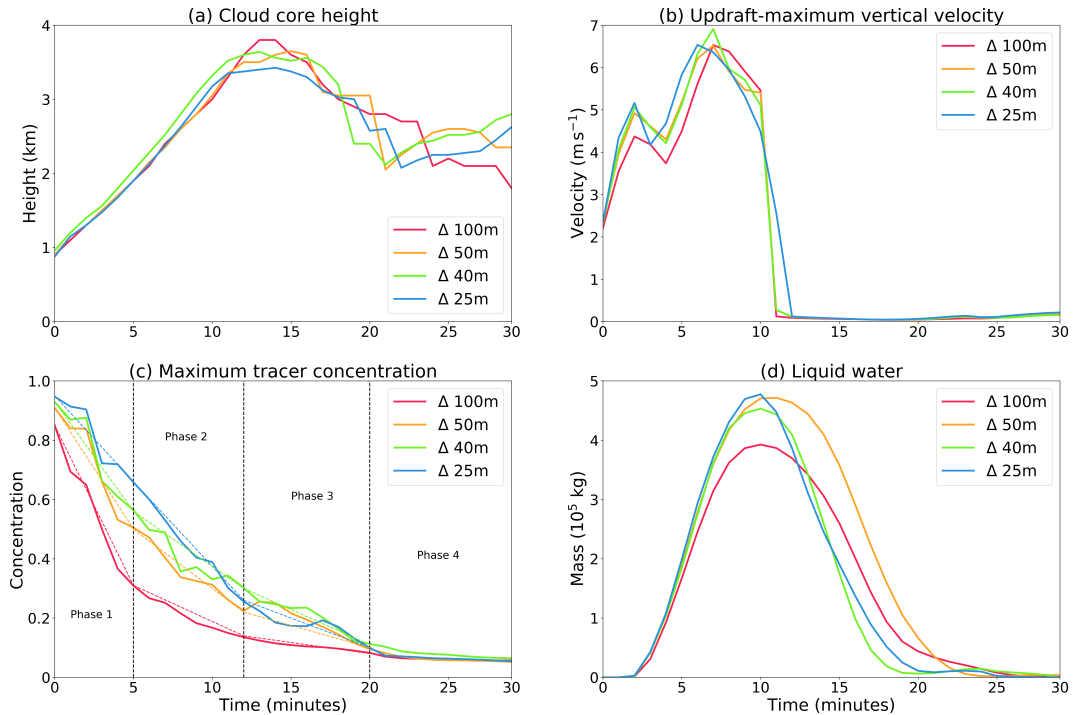 (a) Cloud core height
4
3
2
1
0
Height (km)
Δ 100m
Δ 50m
Δ 40m
Δ 25m
0 5 10 15 20 25 30
(b) Updraft-maximum vertical velocity
7
6
5
4
3
2
1
0
Velocity (m s⁻¹)
Δ 100m
Δ 50m
Δ 40m
Δ 25m
0 5 10 15 20 25 30
(c) Maximum tracer concentration
1.0
0.8
0.6
0.4
0.2
0.0
Concentration
Δ 100m
Δ 50m
Δ 40m
Δ 25m
Phase 1
Phase 2
Phase 3
Phase 4
0 5 10 15 20 25 30
Time (minutes)
(d) Liquid water
5
4
3
2
1
0
Mass (10⁵ kg)
Δ 100m
Δ 50m
Δ 40m
Δ 25m
0 5 10 15 20 25 30
Time (minutes)